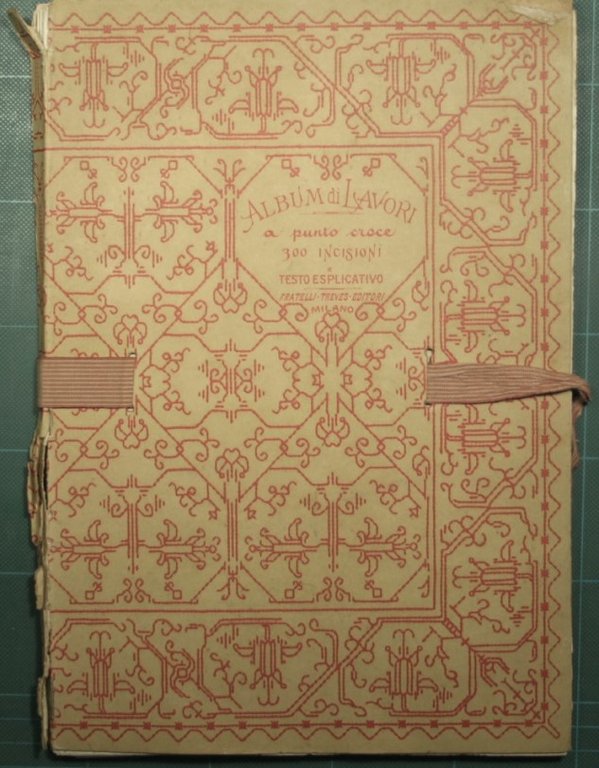 ALBUM di LAVORI
a punto croce
300 INCISIONI
e
TESTO ESPLICATIVO
FRATELLI · TREVES · EDITORI
MILANO